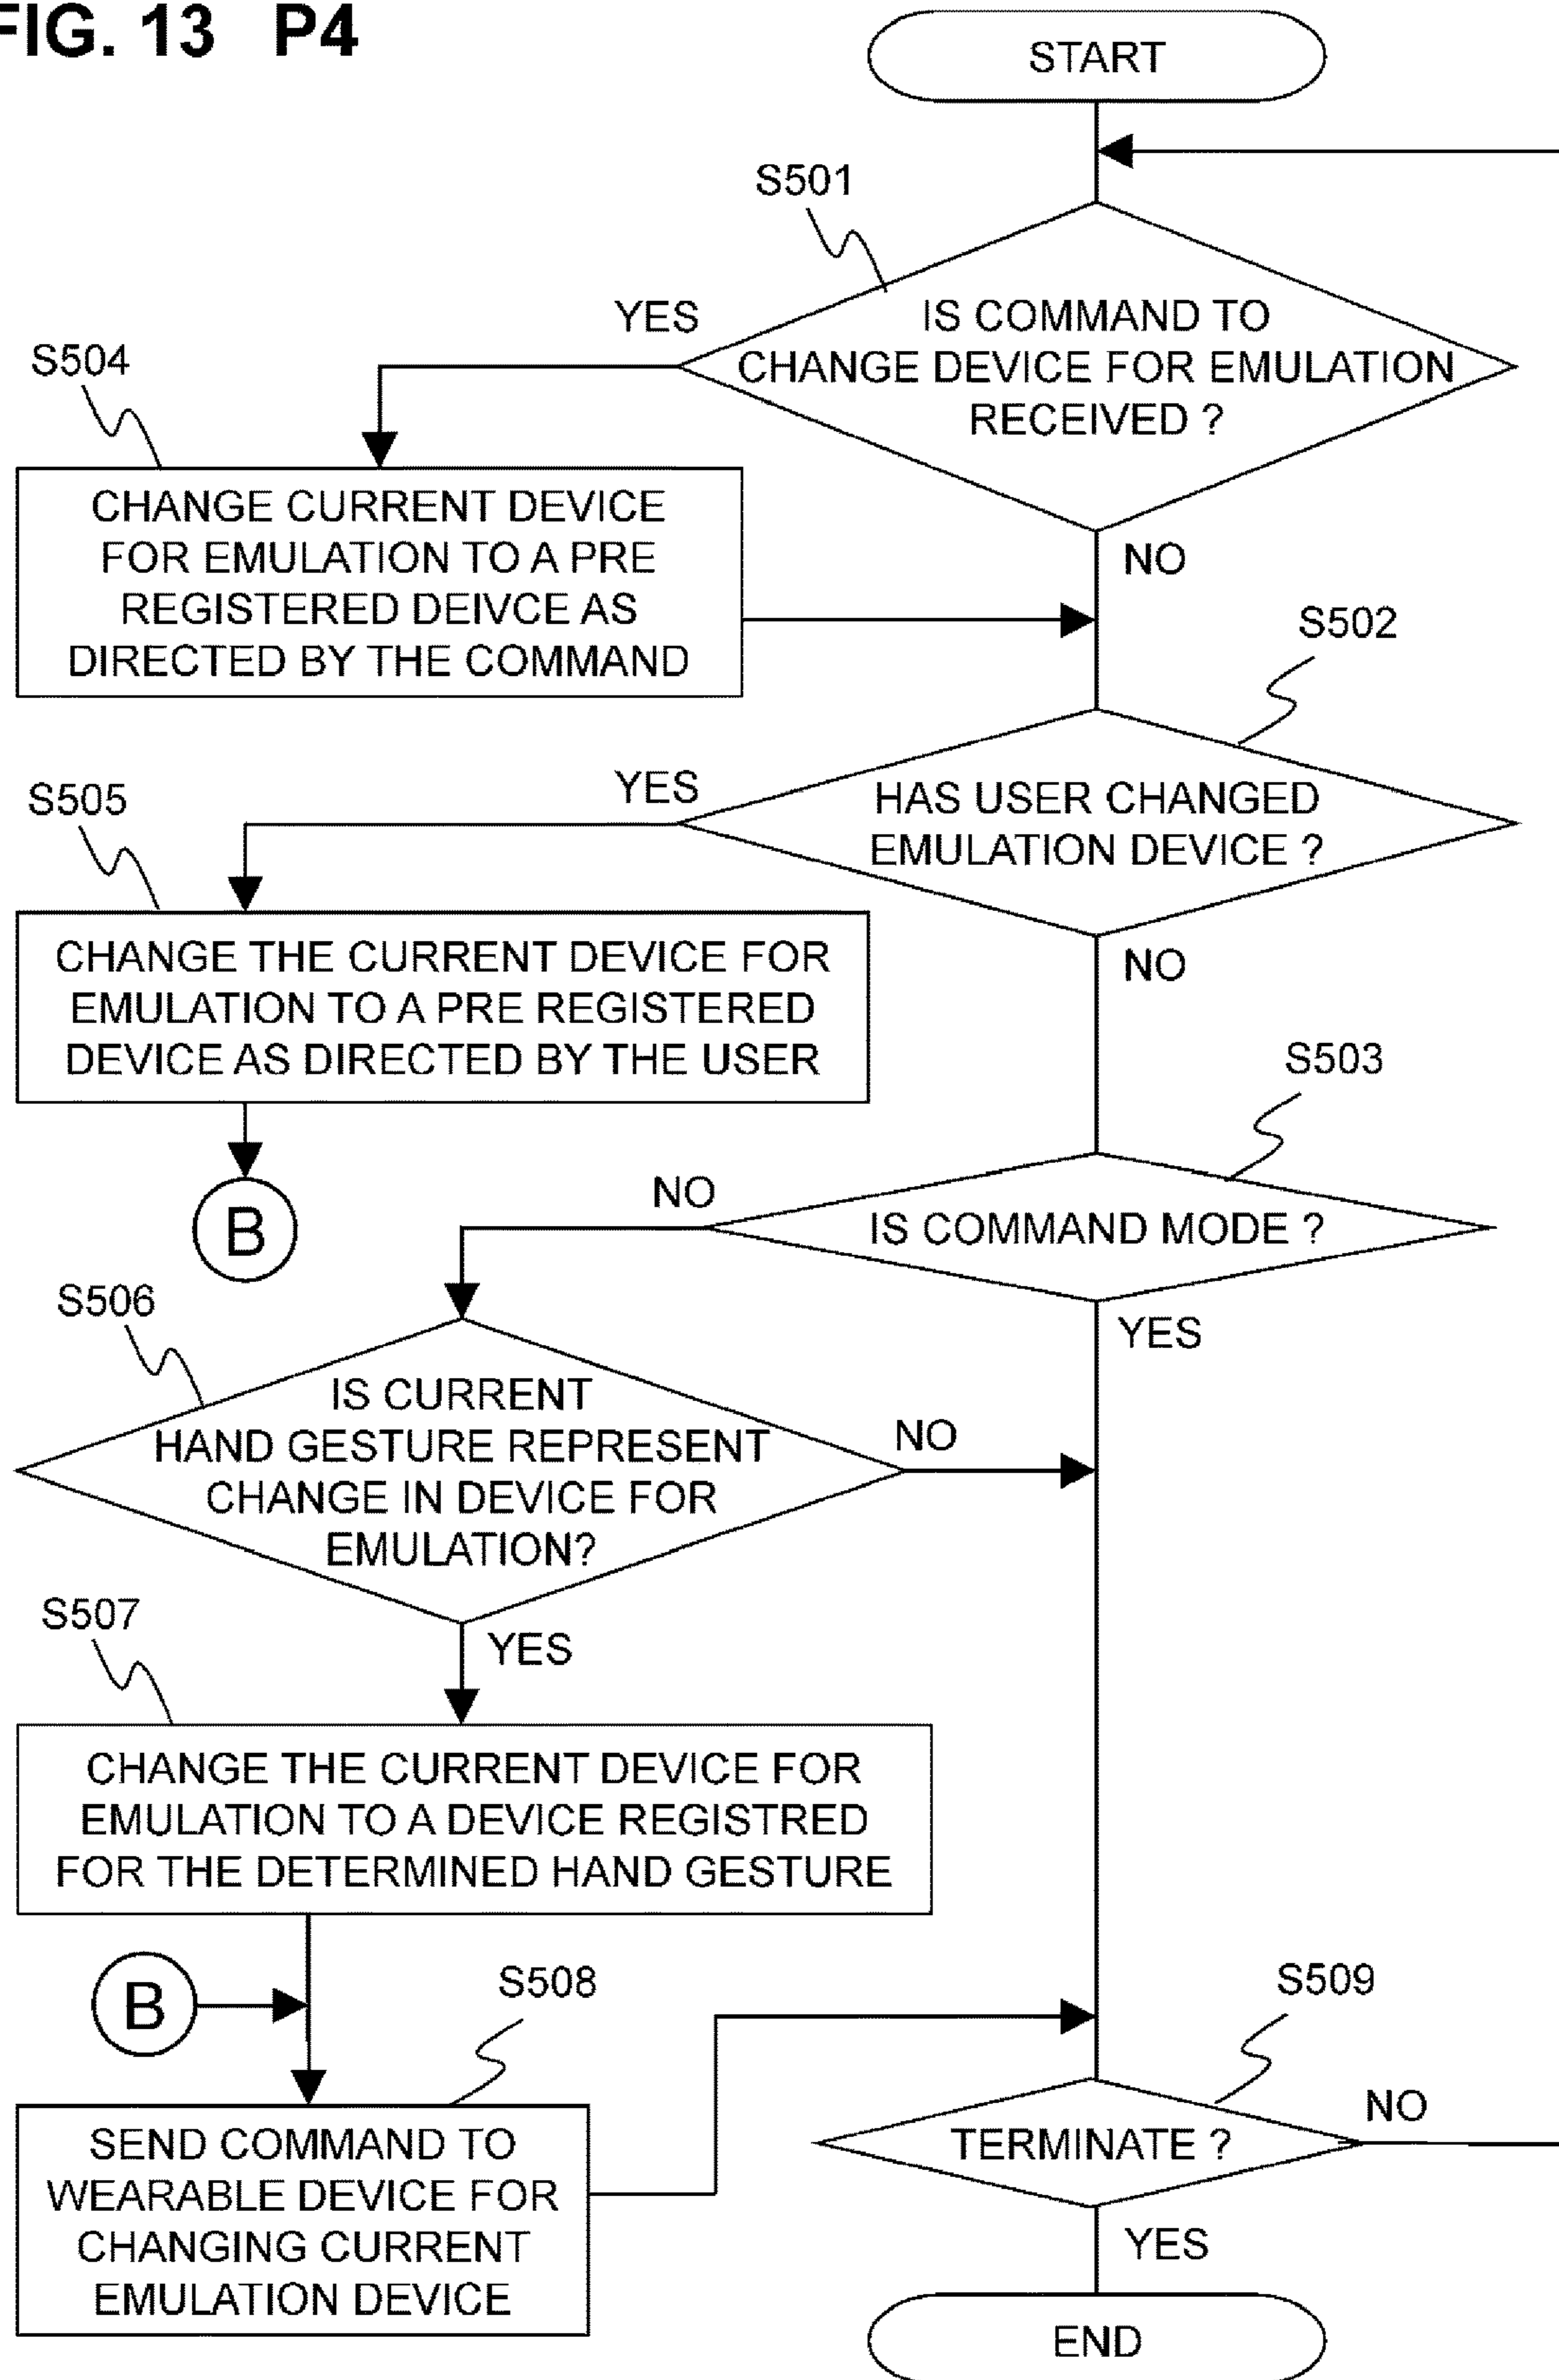 FIG. 13 P4
START
S501
IS COMMAND TO
CHANGE DEVICE FOR EMULATION
RECEIVED ?
YES
NO
S504
CHANGE CURRENT DEVICE
FOR EMULATION TO A PRE
REGISTERED DEIVCE AS
DIRECTED BY THE COMMAND
S502
HAS USER CHANGED
EMULATION DEVICE ?
YES
NO
S505
CHANGE THE CURRENT DEVICE FOR
EMULATION TO A PRE REGISTERED
DEVICE AS DIRECTED BY THE USER
B
S503
IS COMMAND MODE ?
NO
YES
S506
IS CURRENT
HAND GESTURE REPRESENT
CHANGE IN DEVICE FOR
EMULATION?
NO
YES
S507
CHANGE THE CURRENT DEVICE FOR
EMULATION TO A DEVICE REGISTRED
FOR THE DETERMINED HAND GESTURE
B
S508
SEND COMMAND TO
WEARABLE DEVICE FOR
CHANGING CURRENT
EMULATION DEVICE
S509
TERMINATE ?
NO
YES
END